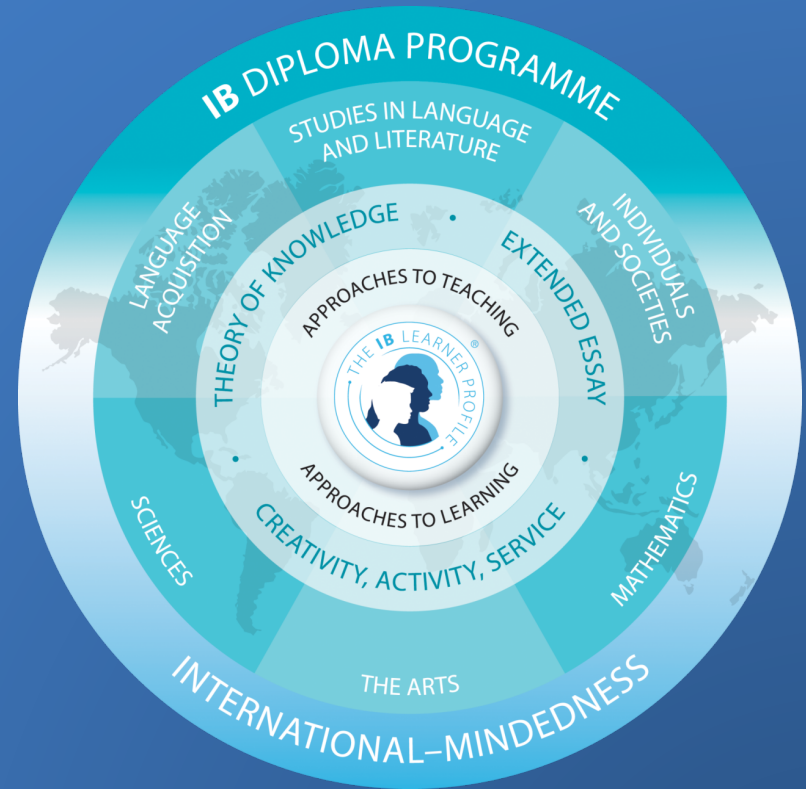 IB DIPLOMA PROGRAMME
STUDIES IN LANGUAGE
AND LITERATURE
LANGUAGE
ACQUISITION
INDIVIDUALS
AND SOCIETIES
THEORY OF KNOWLEDGE •
EXTENDED ESSAY •
APPROACHES TO TEACHING
THE IB LEARNER PROFILE ®
APPROACHES TO LEARNING
CREATIVITY, ACTIVITY, SERVICE •
SCIENCES
MATHEMATICS
THE ARTS
INTERNATIONAL–MINDEDNESS